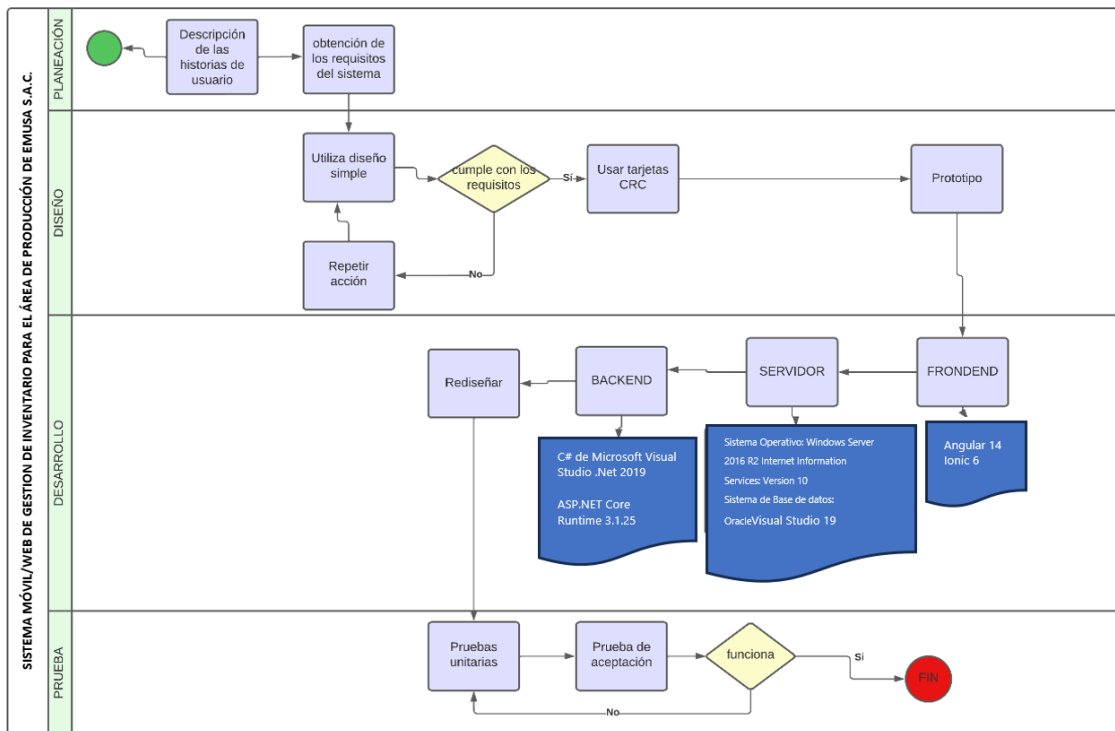 SISTEMA MÓVIL/WEB DE GESTION DE INVENTARIO PARA EL ÁREA DE PRODUCCIÓN DE EMUSA S.A.C.
PLANEACIÓN
Descripción
de las
historias de
usuario
obtención de
los requisitos
del sistema
DISEÑO
Utiliza diseño
simple
cumple con los
requisitos
Sí
Usar tarjetas
CRC
Prototipo
No
Repetir
acción
DESARROLLO
Rediseñar
BACKEND
SERVIDOR
FRONDEND
C# de Microsoft Visual
Studio .Net 2019
ASP.NET Core
Runtime 3.1.25
Sistema Operativo: Windows Server
2016 R2 Internet Information
Services: Version 10
Sistema de Base de datos:
OracleVisual Studio 19
Angular 14
Ionic 6
PRUEBA
Pruebas
unitarias
Prueba de
aceptación
funciona
Si
FIN
No